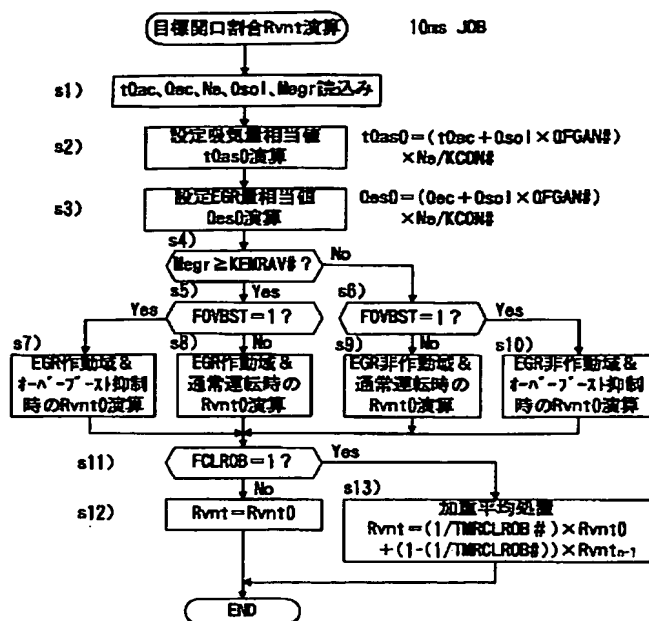 目標開口割合Rvnt演算
10ms JOB
s1)
tQac、Qec、Ne、Qsol、Megr読込み
s2)
設定吸気量相当値
tQas0演算
tQas0=(tQac+Qsol×QFGAN#)
×Ne/KCON#
s3)
設定EGR量相当値
Qes0演算
Qes0=(Qec+Qsol×QFGAN#)
×Ne/KCON#
s4)
Megr≥KEMRAV#?
No
Yes
s5)
FOVBST=1?
Yes
No
s6)
FOVBST=1?
Yes
No
s7)
EGR作動域&
オーバーブースト抑制
時のRvnt0演算
s8)
EGR作動域&
通常運転時の
Rvnt0演算
s9)
EGR非作動域&
通常運転時の
Rvnt0演算
s10)
EGR非作動域&
オーバーブースト抑制
時のRvnt0演算
s11)
FCLROB=1?
Yes
No
s12)
Rvnt=Rvnt0
s13)
加重平均処置
Rvnt=(1/TMRCLROB#)×Rvnt0
+(1-(1/TMRCLROB#))×Rvntn-1
END